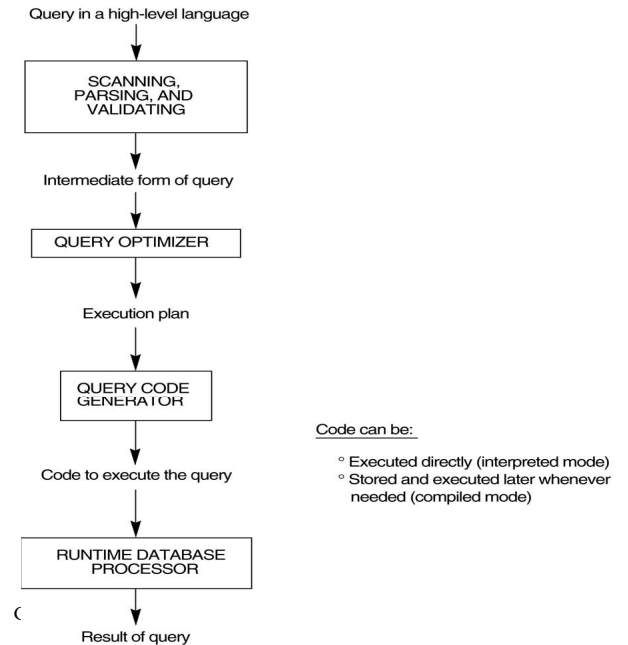 Query in a high-level language
SCANNING,
PARSING, AND
VALIDATING
Intermediate form of query
QUERY OPTIMIZER
Execution plan
QUERY CODE
GENERATOR
Code can be:
° Executed directly (interpreted mode)
Code to execute the query
° Stored and executed later whenever
needed (compiled mode)
RUNTIME DATABASE
PROCESSOR
Result of query